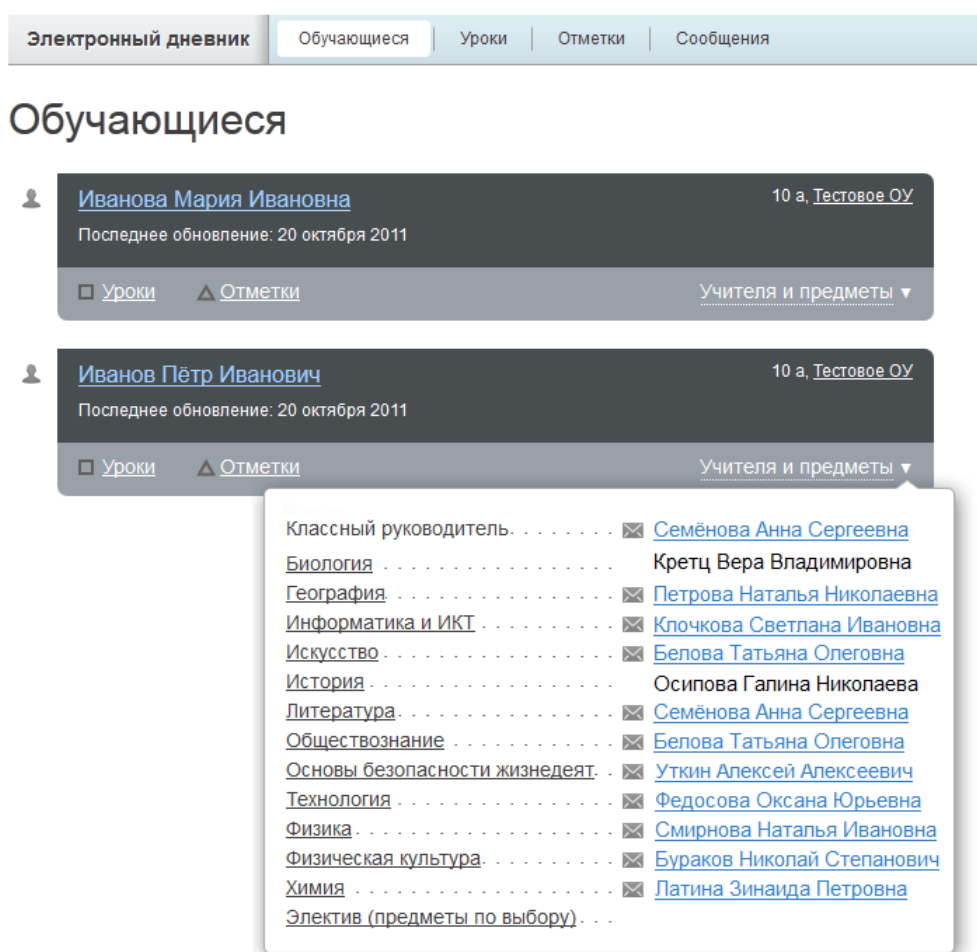 Электронный дневник Обучающиеся Уроки Отметки Сообщения
Обучающиеся
Иванова Мария Ивановна 10 а, Тестовое ОУ
Последнее обновление: 20 октября 2011
Уроки Отметки Учителя и предметы
Иванов Пётр Иванович 10 а, Тестовое ОУ
Последнее обновление: 20 октября 2011
Уроки Отметки Учителя и предметы
Классный руководитель. . . . . . . . Семёнова Анна Сергеевна
Биология . . . . . . . . . . . . . . . . . Кретц Вера Владимировна
География. . . . . . . . . . . . . . . . Петрова Наталья Николаевна
Информатика и ИКТ . . . . . . . . . . Клочкова Светлана Ивановна
Искусство . . . . . . . . . . . . . . . . . Белова Татьяна Олеговна
История . . . . . . . . . . . . . . . . . . Осипова Галина Николаева
Литература. . . . . . . . . . . . . . . . Семёнова Анна Сергеевна
Обществознание . . . . . . . . . . . . Белова Татьяна Олеговна
Основы безопасности жизнедеят. . . Уткин Алексей Алексеевич
Технология . . . . . . . . . . . . . . . . Федосова Оксана Юрьевна
Физика. . . . . . . . . . . . . . . . . . . Смирнова Наталья Ивановна
Физическая культура. . . . . . . . . . Бураков Николай Степанович
Химия . . . . . . . . . . . . . . . . . . . Латина Зинаида Петровна
Электив (предметы по выбору). . .